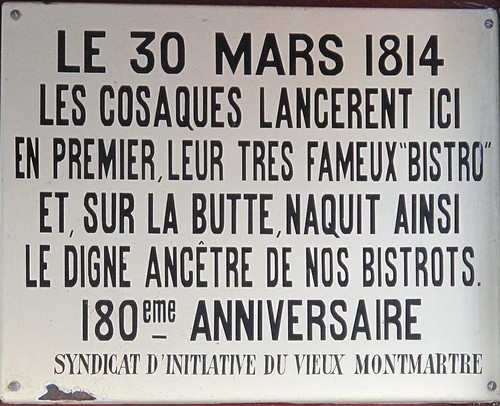 LE 30 MARS 1814
LES COSAQUES LANCERENT ICI
EN PREMIER, LEUR TRES FAMEUX "BISTRO"
ET, SUR LA BUTTE, NAQUIT AINSI
LE DIGNE ANCÊTRE DE NOS BISTROTS.
180eme ANNIVERSAIRE
SYNDICAT D'INITIATIVE DU VIEUX MONTMARTRE